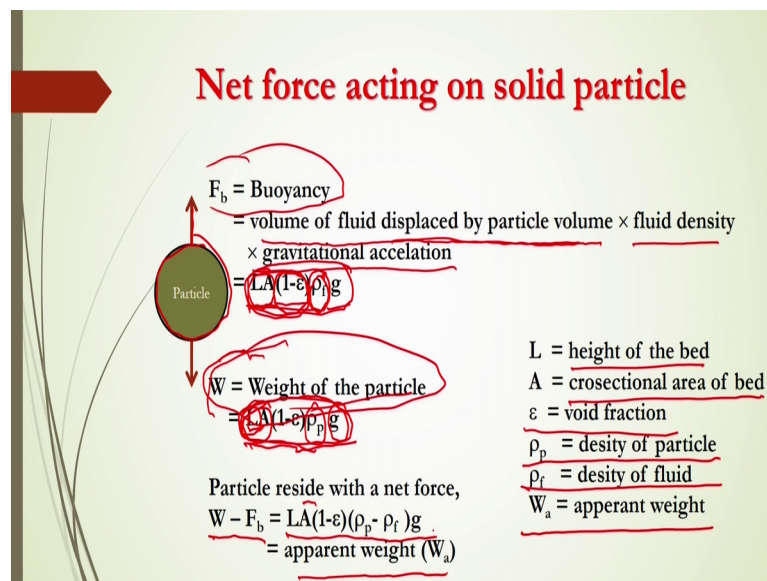 Net force acting on solid particle
F_b = Buoyancy
= volume of fluid displaced by particle volume × fluid density
× gravitational accelation
= LA(1-ε)ρ_f g
Particle
W = Weight of the particle
= LA(1-ε)ρ_p g
Particle reside with a net force,
W – F_b = LA(1-ε)(ρ_p- ρ_f )g
= apparent weight (W_a)
L = height of the bed
A = crosectional area of bed
ε = void fraction
ρ_p = desity of particle
ρ_f = desity of fluid
W_a = apperant weight